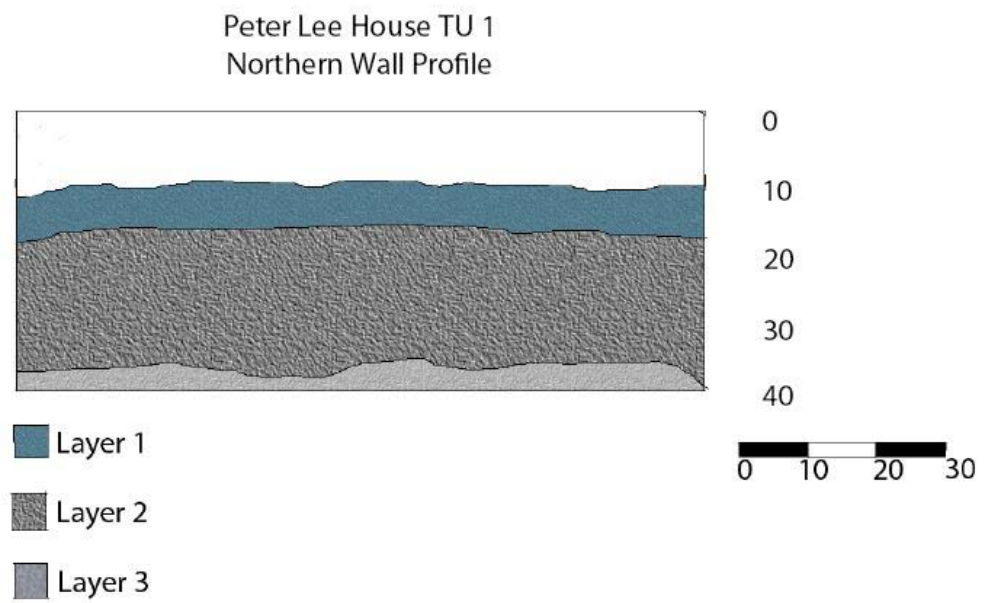 Peter Lee House TU 1
Northern Wall Profile
0
10
20
30
40
Layer 1
Layer 2
Layer 3
0 10 20 30